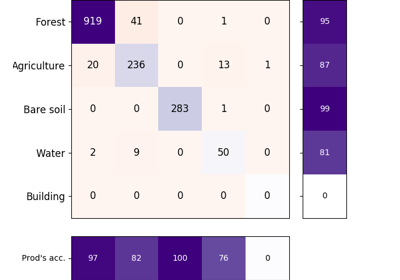 Forest 919 41 0 1 0 95
Agriculture 20 236 0 13 1 87
Bare soil 0 0 283 1 0 99
Water 2 9 0 50 0 81
Building 0 0 0 0 0 0
Prod's acc. 97 82 100 76 0